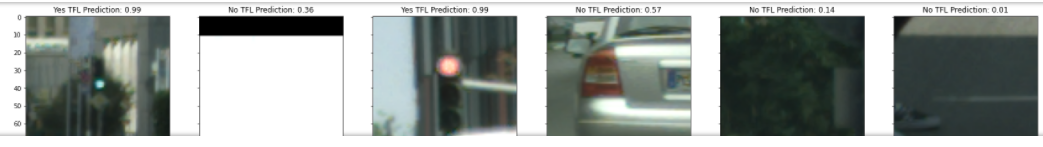 Yes TFL Prediction: 0.99
No TFL Prediction: 0.36
Yes TFL Prediction: 0.99
No TFL Prediction: 0.57
No TFL Prediction: 0.14
No TFL Prediction: 0.01
0
10
20
30
40
50
60